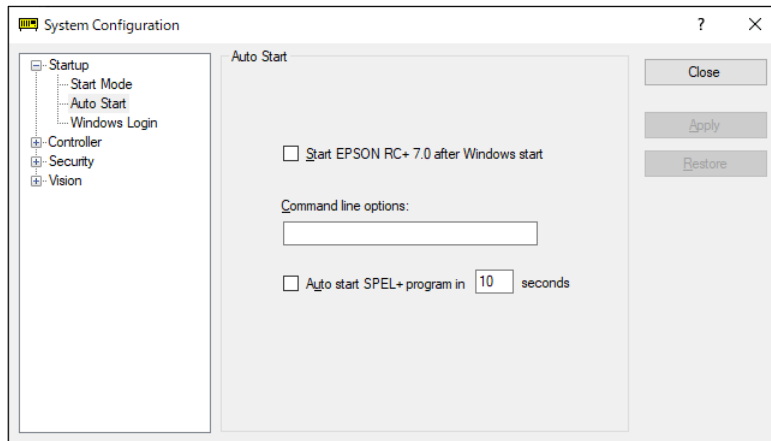 System Configuration
Startup
Start Mode
Auto Start
Windows Login
Controller
Security
Vision
Auto Start
Start EPSON RC+ 7.0 after Windows start
Command line options:
Auto start SPEL+ program in 10 seconds
Close
Apply
Restore